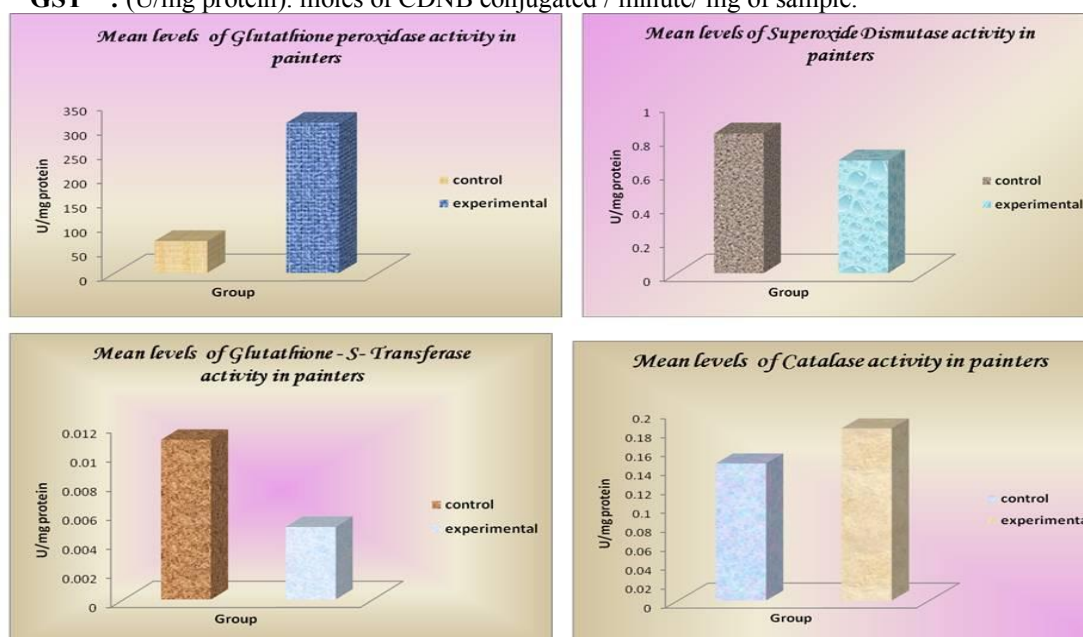 GST : (U/mg protein): moles of CDNB conjugated / minute/ mg of sample.
Mean levels of Glutathione peroxidase activity in
painters
350
300
250
200
150
100
50
0
U/mg protein
Group
control
experimental
Mean levels of Superoxide Dismutase activity in
painters
1
0.8
0.6
0.4
0.2
0
U/mg protein
Group
control
experimental
Mean levels of Glutathione - S- Transferase
activity in painters
0.012
0.01
0.008
0.006
0.004
0.002
0
U/mg protein
Group
control
experimental
Mean levels of Catalase activity in painters
0.2
0.18
0.16
0.14
0.12
0.1
0.08
0.06
0.04
0.02
0
U/mg protein
Group
control
experimenta